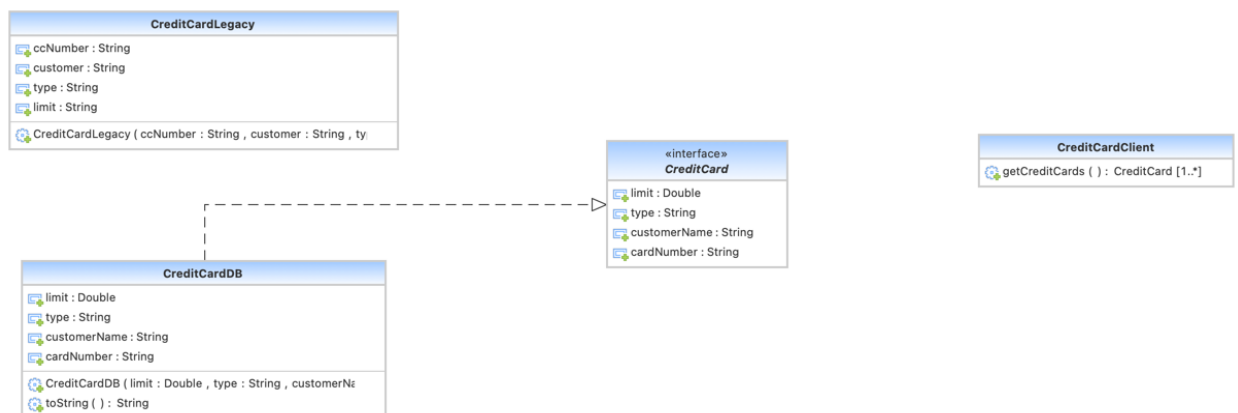 CreditCardLegacy
ccNumber : String
customer : String
type : String
limit : String
CreditCardLegacy ( ccNumber : String , customer : String , ty
«interface»
CreditCard
limit : Double
type : String
customerName : String
cardNumber : String
CreditCardClient
getCreditCards ( ) : CreditCard [1..*]
CreditCardDB
limit : Double
type : String
customerName : String
cardNumber : String
CreditCardDB ( limit : Double , type : String , customerNa
toString ( ) : String